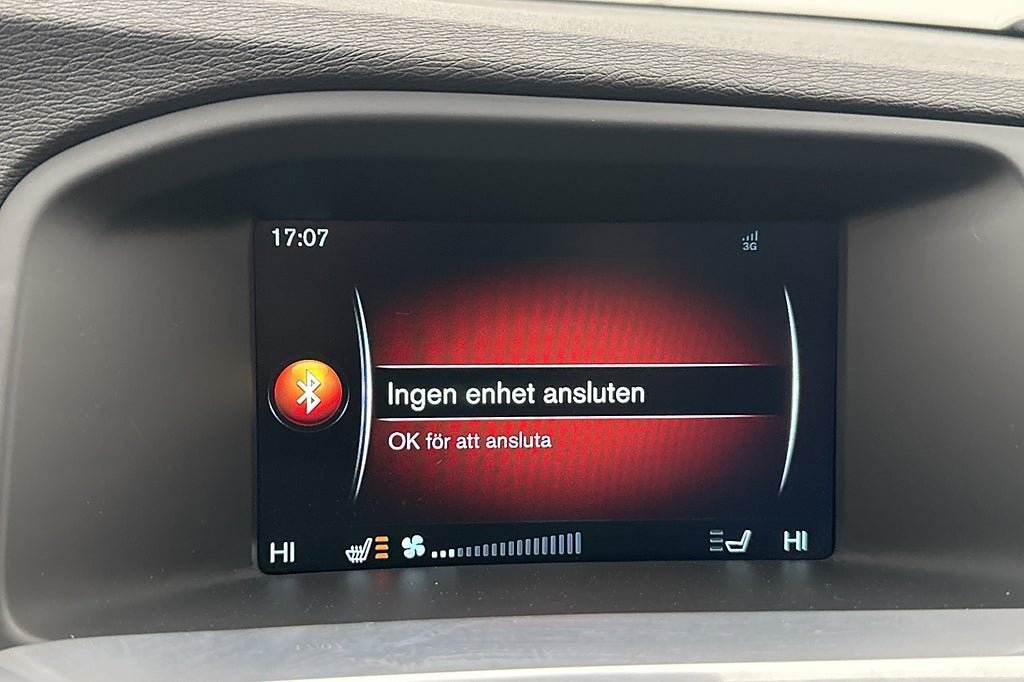 17:07
3G
Ingen enhet ansluten
OK för att ansluta
HI HI